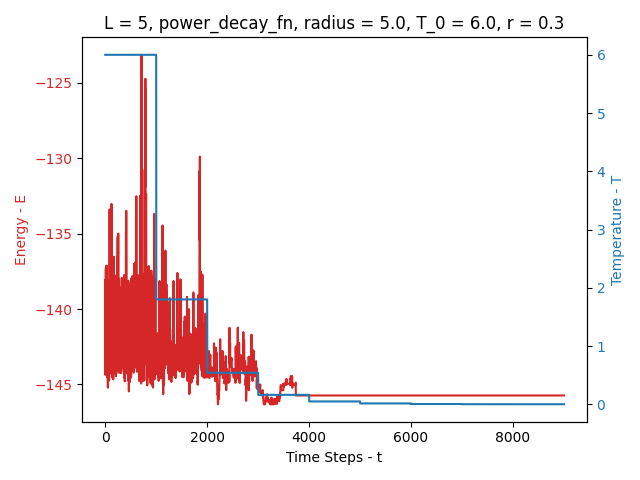 L = 5, power_decay_fn, radius = 5.0, T_0 = 6.0, r = 0.3
Energy - E
−125
−130
−135
−140
−145
6
5
4
3
2
1
0
Temperature - T
0 2000 4000 6000 8000
Time Steps - t